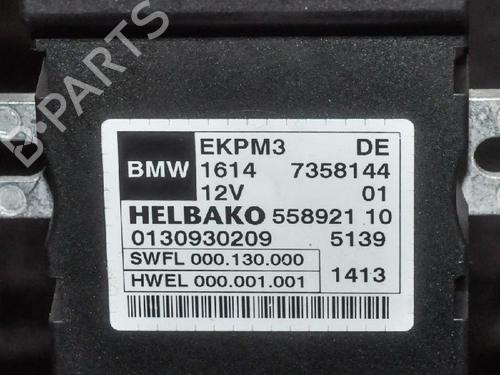 EKPM3 DE
BMW 1614 7358144
12V 01
HELBAKO 558921 10
0130930209 5139
SWFL 000.130.000
HWEL 000.001.001 1413
B-PARTS